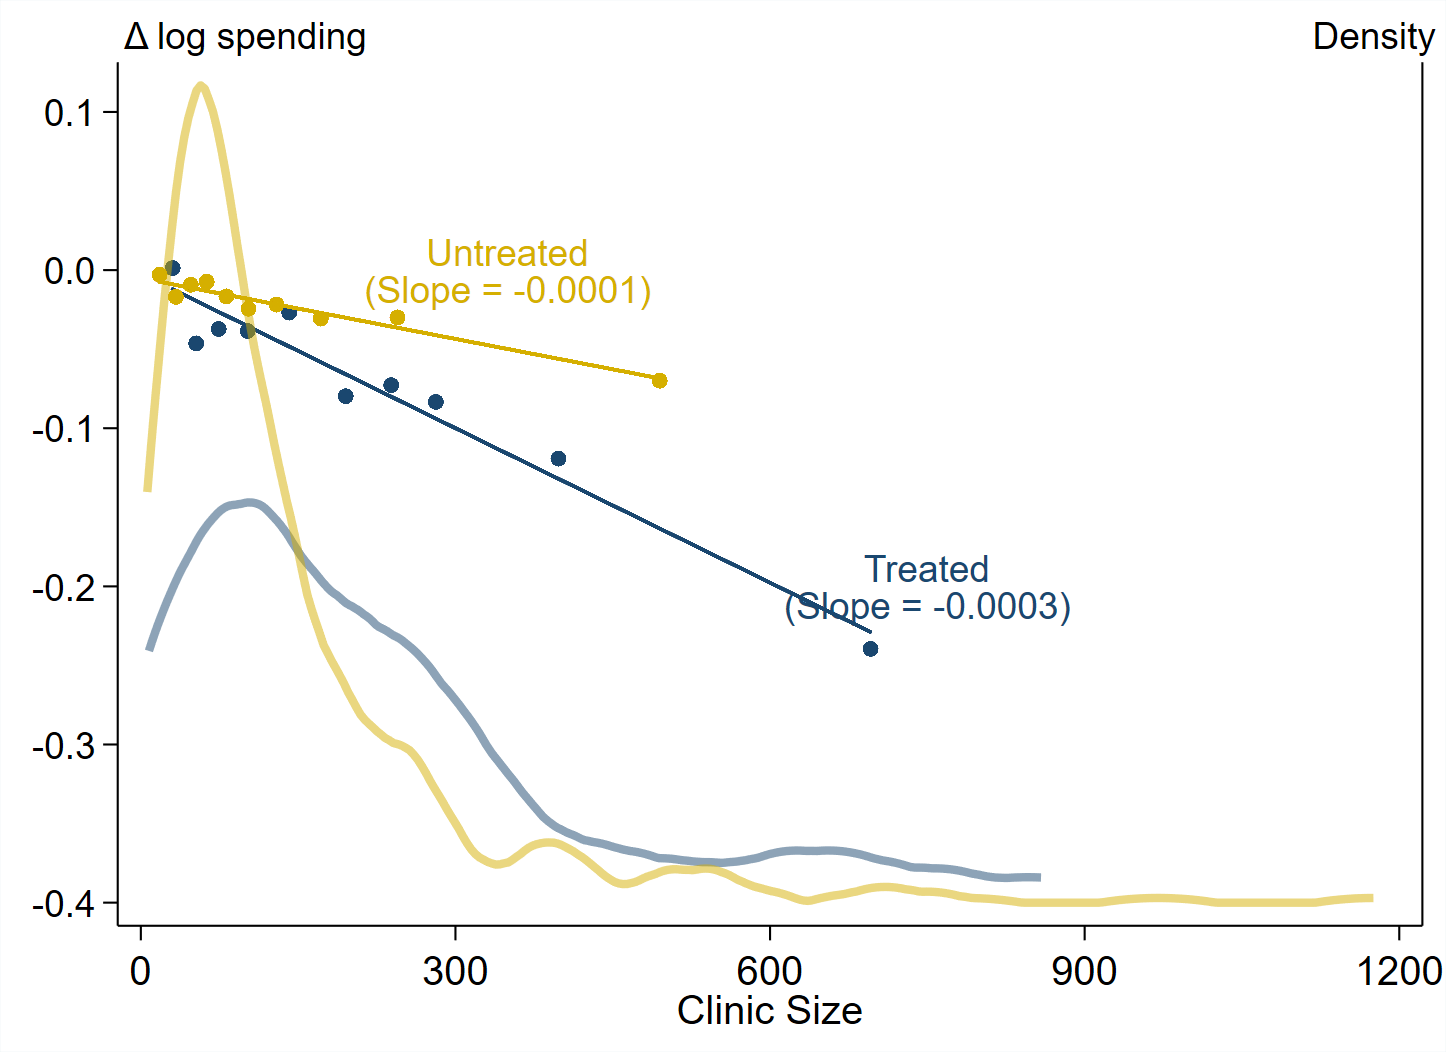 Δ log spending
Density
0.1
0.0
-0.1
-0.2
-0.3
-0.4
Untreated
(Slope = -0.0001)
Treated
(Slope = -0.0003)
0 300 600 900 1200
Clinic Size